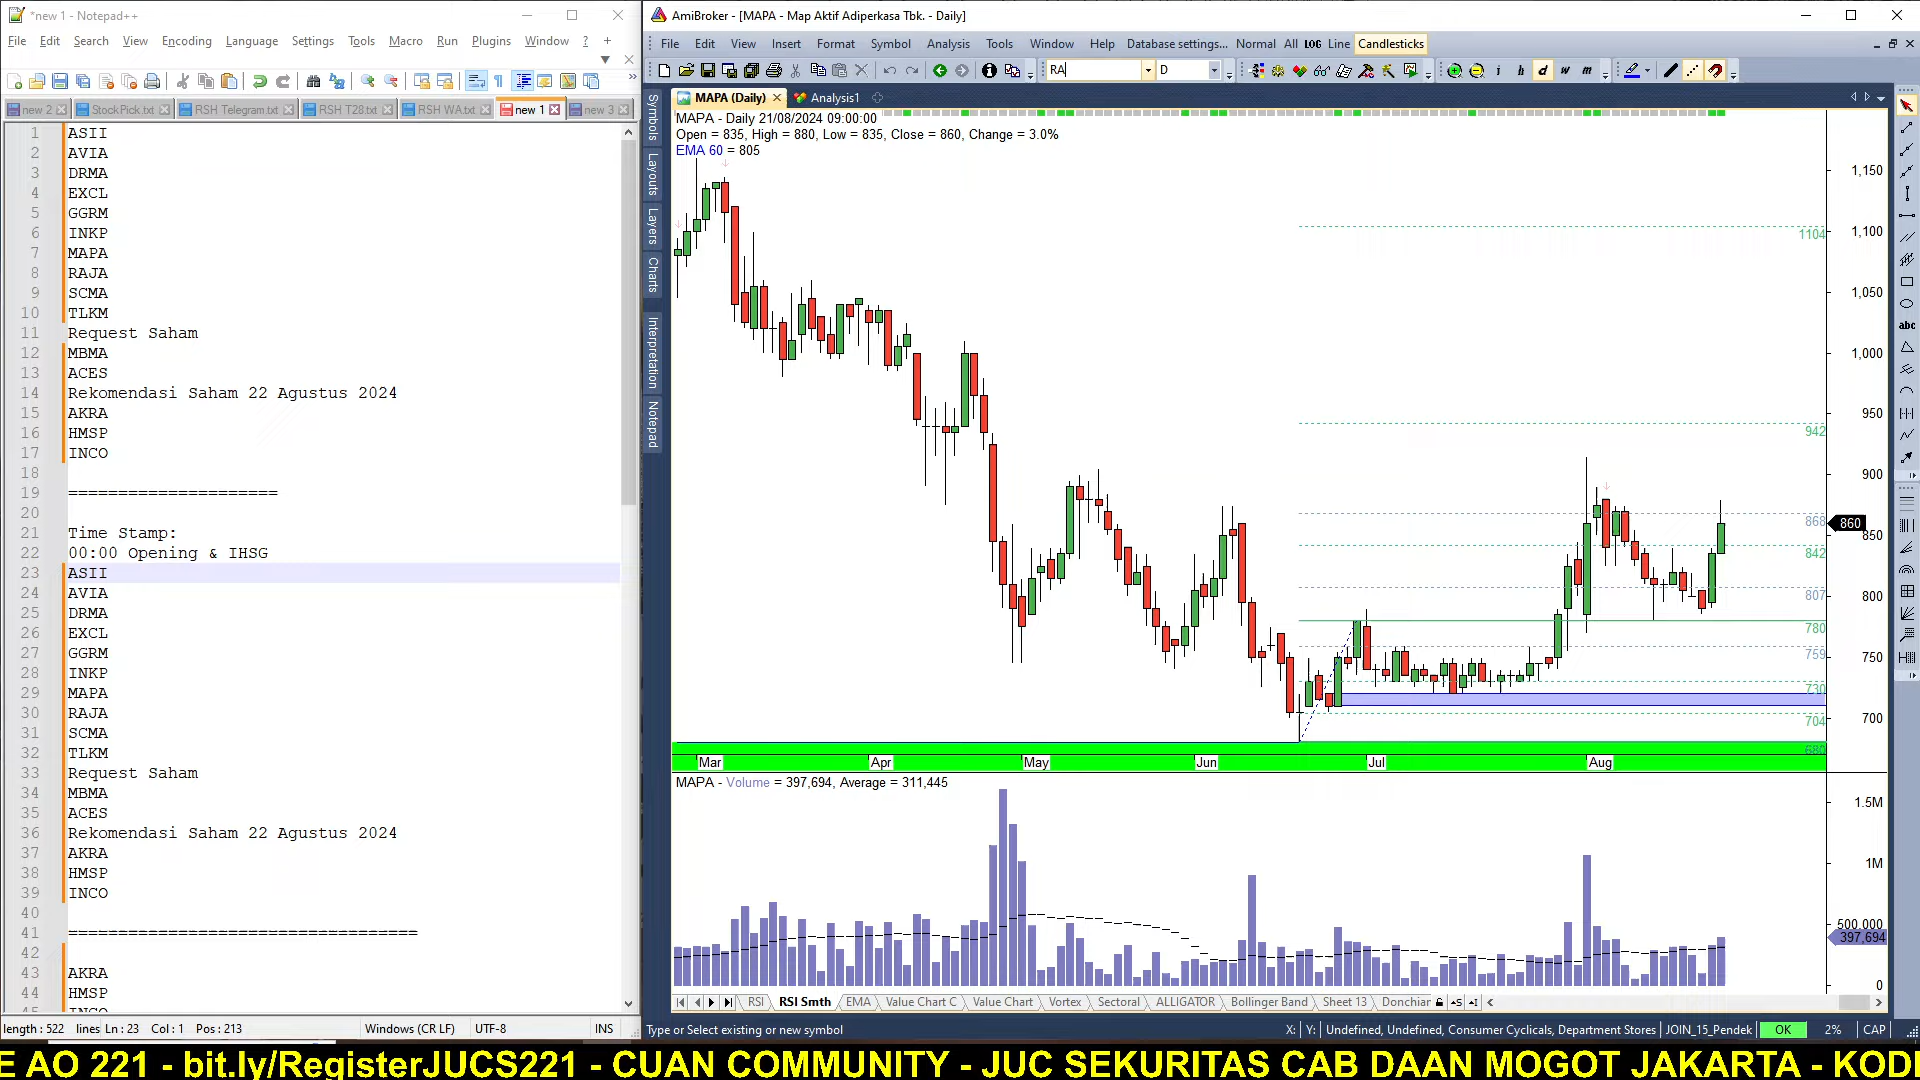 *new 1 - Notepad++
File Edit Search View Encoding Language Settings Tools Macro Run Plugins Window ? +
new 2 StockPick.txt RSH Telegram.txt RSH T28.txt RSH WA.txt new 1 new 3
1 ASII
2 AVIA
3 DRMA
4 EXCL
5 GGRM
6 INKP
7 MAPA
8 RAJA
9 SCMA
10 TLKM
11 Request Saham
12 MBMA
13 ACES
14 Rekomendasi Saham 22 Agustus 2024
15 AKRA
16 HMSP
17 INCO
18
19 =====================
20
21 Time Stamp:
22 00:00 Opening & IHSG
23 ASII
24 AVIA
25 DRMA
26 EXCL
27 GGRM
28 INKP
29 MAPA
30 RAJA
31 SCMA
32 TLKM
33 Request Saham
34 MBMA
35 ACES
36 Rekomendasi Saham 22 Agustus 2024
37 AKRA
38 HMSP
39 INCO
40
41 ===================================
42
43 AKRA
44 HMSP
length : 522 lines Ln : 23 Col : 1 Pos : 213 Windows (CR LF) UTF-8 INS
AmiBroker - [MAPA - Map Aktif Adiperkasa Tbk. - Daily]
File Edit View Insert Format Symbol Analysis Tools Window Help Database settings... Normal All LOG Line Candlesticks
RA D i h d w m
MAPA (Daily) Analysis1
Symbols
Layouts
Layers
Charts
Interpretation
Notepad
abc
MAPA - Daily 21/08/2024 09:00:00
Open = 835, High = 880, Low = 835, Close = 860, Change = 3.0%
EMA 60 = 805
1,150
1,100
1,050
1,000
950
900
850
800
750
700
860
1104
942
868
842
807
780
759
730
704
680
Mar Apr May Jun Jul Aug
MAPA - Volume = 397,694, Average = 311,445
1.5M
1M
500,000
397,694
0
RSI RSI Smth EMA Value Chart C Value Chart Vortex Sectoral ALLIGATOR Bollinger Band Sheet 13 Donchian
Type or Select existing or new symbol X: Y: Undefined, Undefined, Consumer Cyclicals, Department Stores JOIN_15_Pendek OK 2% CAP
E AO 221 - bit.ly/RegisterJUCS221 - CUAN COMMUNITY - JUC SEKURITAS CAB DAAN MOGOT JAKARTA - KODE